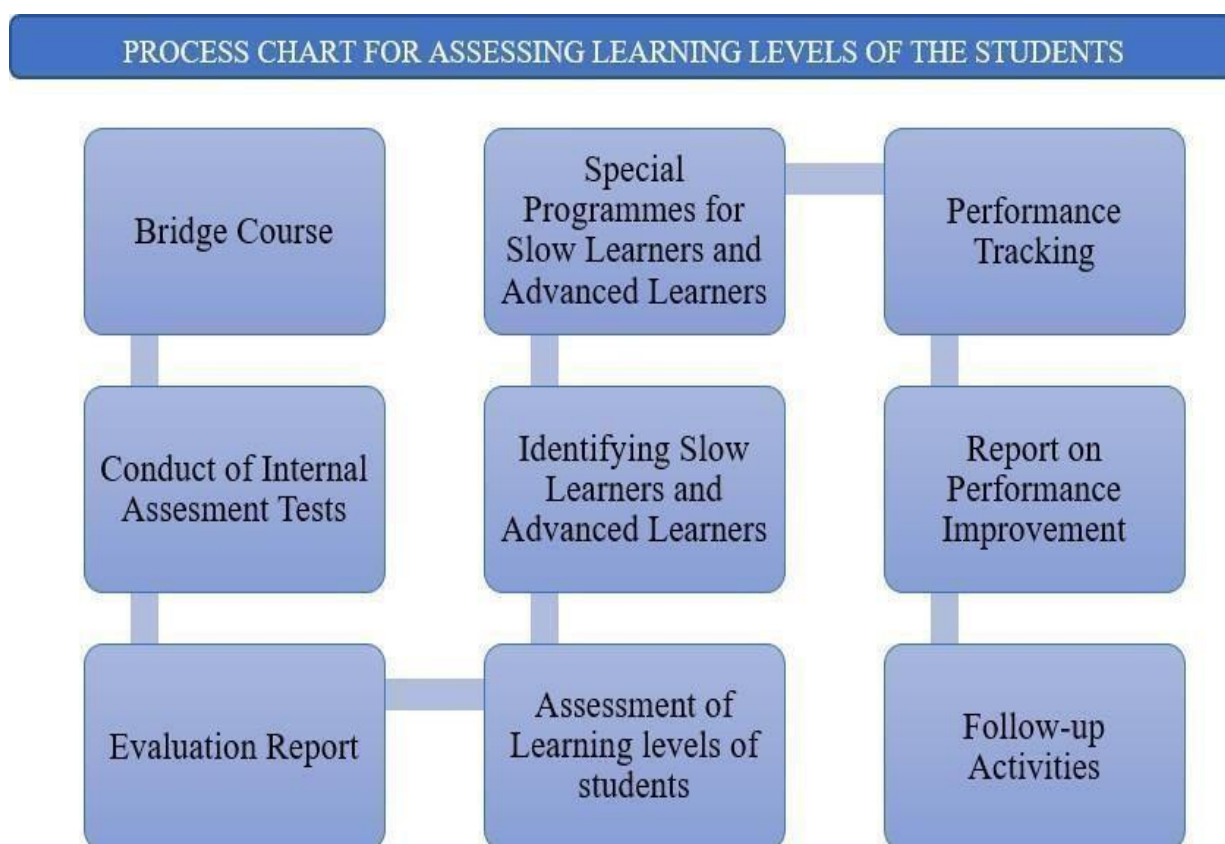 PROCESS CHART FOR ASSESSING LEARNING LEVELS OF THE STUDENTS
Bridge Course
Conduct of Internal
Assesment Tests
Evaluation Report
Assessment of
Learning levels of
students
Identifying Slow
Learners and
Advanced Learners
Special
Programmes for
Slow Learners and
Advanced Learners
Performance
Tracking
Report on
Performance
Improvement
Follow-up
Activities